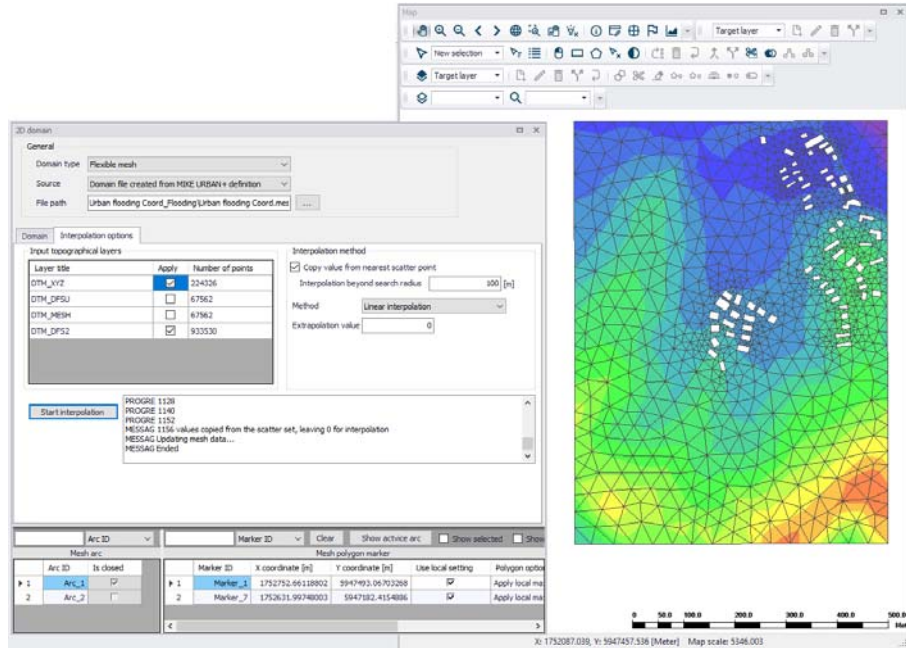 Map
Target layer
New selection
Target layer
2D domain
General
Domain type Flexible mesh
Source Domain file created from MIKE URBAN+ definition
File path Urban flooding Coord_Flooding\Urban flooding Coord.mes ...
Domain Interpolation options
Input topographical layers
Layer title Apply Number of points
DTM_XYZ 224326
DTM_DFSU 67562
DTM_MESH 67562
DTM_DFS2 933530
Interpolation method
Copy value from nearest scatter point
Interpolation beyond search radius 100 [m]
Method Linear interpolation
Extrapolation value 0
Start interpolation
PROGRE 1128
PROGRE 1140
PROGRE 1152
MESSAG 1156 values copied from the scatter set, leaving 0 for interpolation
MESSAG Updating mesh data...
MESSAG Ended
Arc ID
Mesh arc
Arc ID Is closed
1 Arc_1
2 Arc_2
Marker ID Clear Show activce arc Show selected Show
Mesh polygon marker
Marker ID X coordinate [m] Y coordinate [m] Use local setting Polygon optio
1 Marker_1 1752752.66118802 5947493.06703268 Apply local ma
2 Marker_7 1752631.99748003 5947182.4154886 Apply local ma
0 50.0 100.0 200.0 300.0 400.0 500.0
Met
X: 1752087.039, Y: 5947457.536 [Meter] Map scale: 5346.003